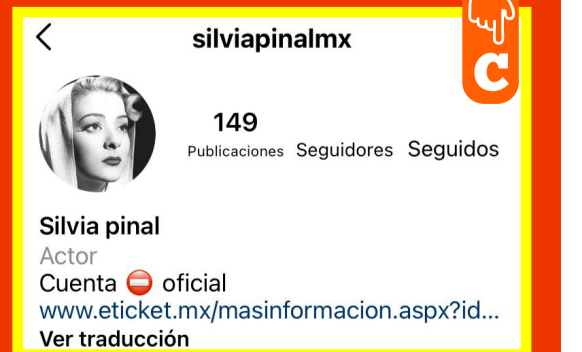 silviapinalmx
C
149
Publicaciones Seguidores Seguidos
Silvia pinal
Actor
Cuenta ⛔ oficial
www.eticket.mx/masinformacion.aspx?id...
Ver traducción